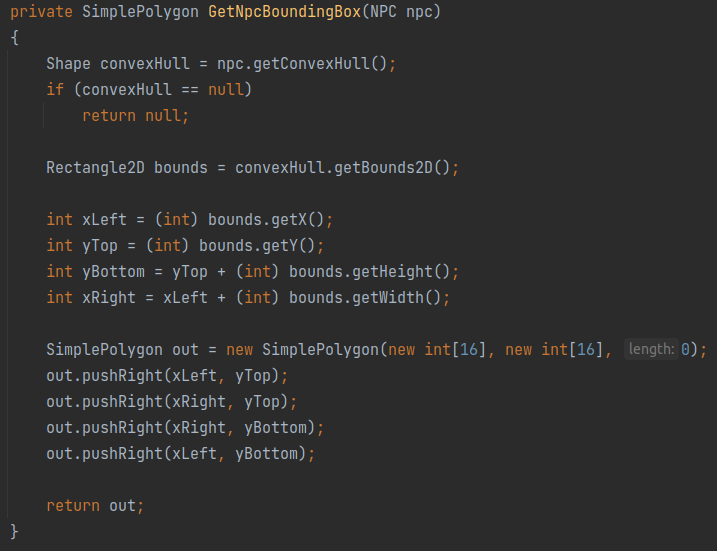 private SimplePolygon GetNpcBoundingBox(NPC npc)
{
    Shape convexHull = npc.getConvexHull();
    if (convexHull == null)
        return null;

    Rectangle2D bounds = convexHull.getBounds2D();

    int xLeft = (int) bounds.getX();
    int yTop = (int) bounds.getY();
    int yBottom = yTop + (int) bounds.getHeight();
    int xRight = xLeft + (int) bounds.getWidth();

    SimplePolygon out = new SimplePolygon(new int[16], new int[16], length: 0);
    out.pushRight(xLeft, yTop);
    out.pushRight(xRight, yTop);
    out.pushRight(xRight, yBottom);
    out.pushRight(xLeft, yBottom);

    return out;
}